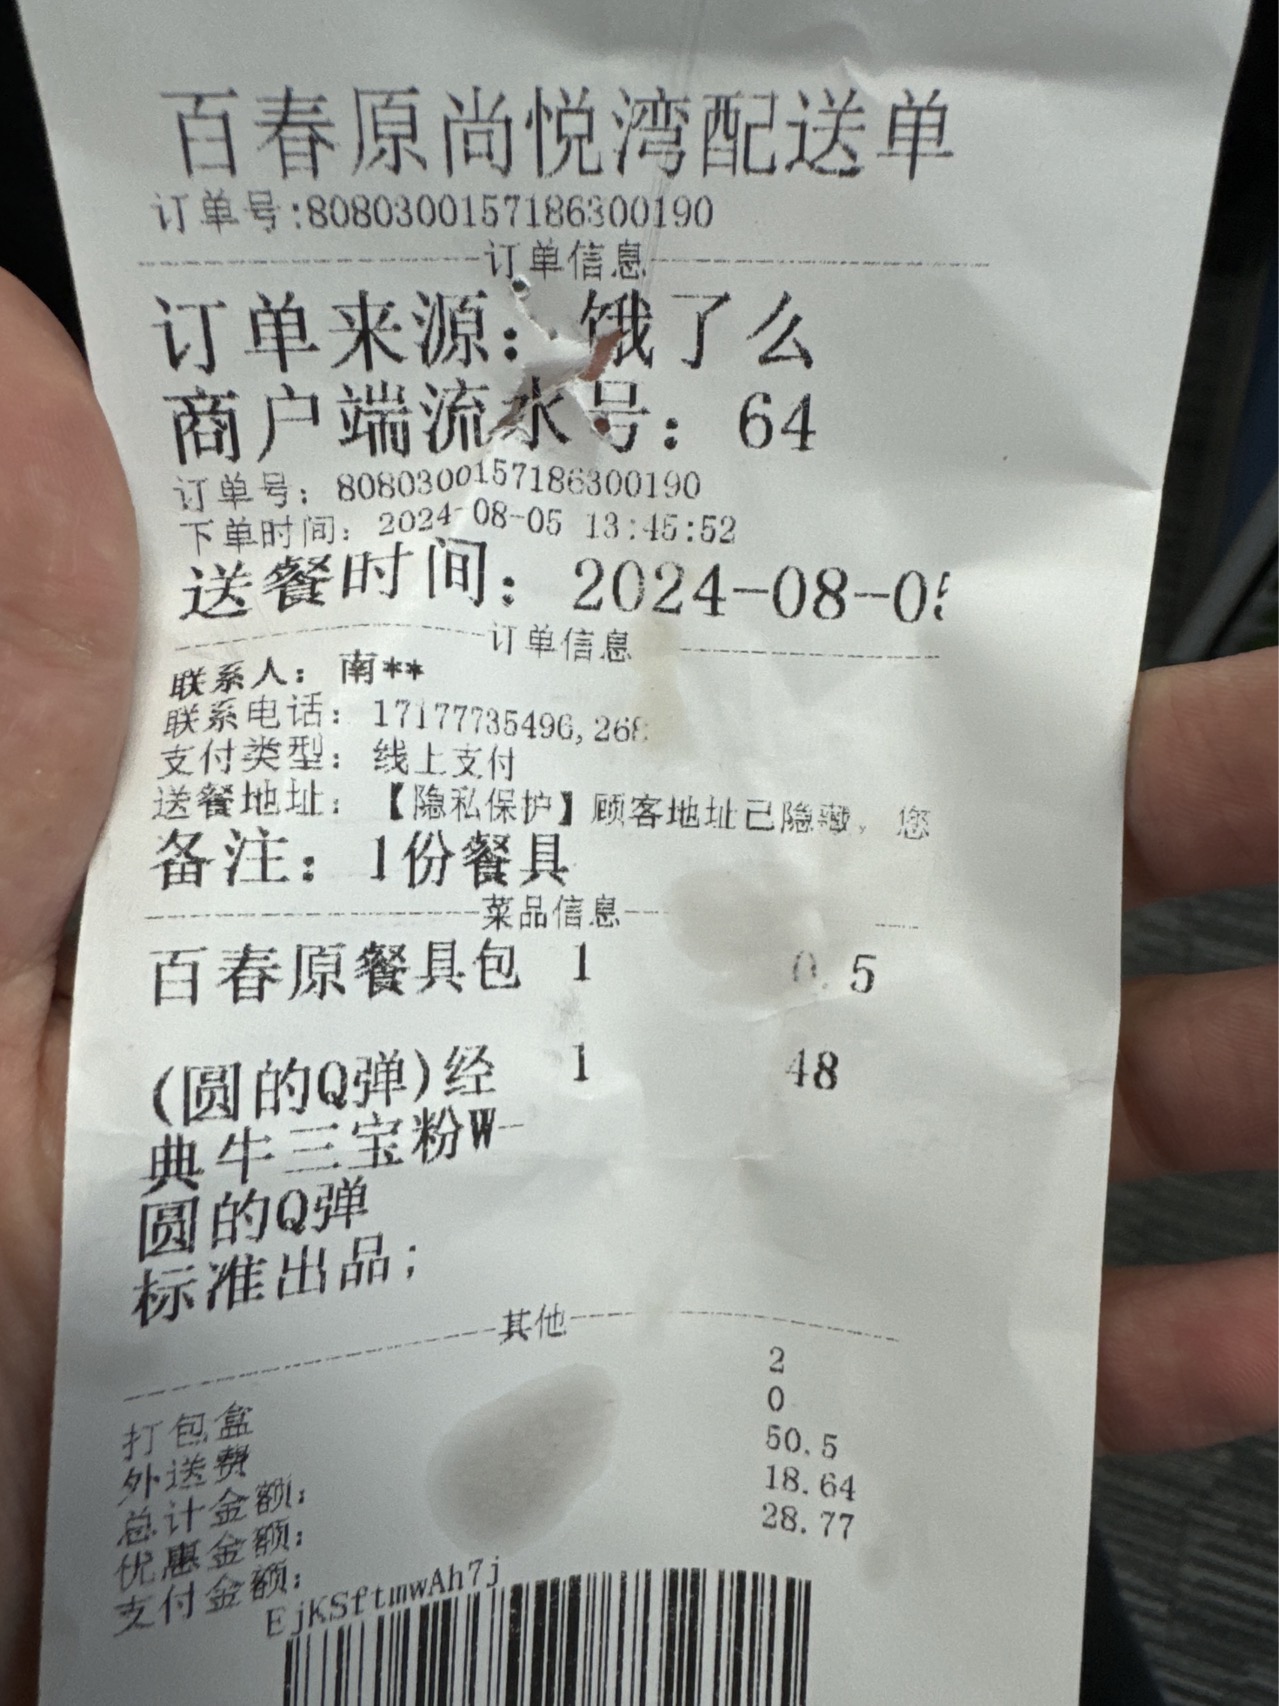 百春原尚悦湾配送单
订单号:8080300157186300190
订单信息
订单来源：饿了么
商户端流水号：64
订单号：8080300157186300190
下单时间：2024-08-05 13:45:52
送餐时间：2024-08-05
订单信息
联系人：南**
联系电话：17177735496,268
支付类型：线上支付
送餐地址：【隐私保护】顾客地址已隐藏，您
备注：1份餐具
菜品信息
百春原餐具包 1 0.5
(圆的Q弹)经 1 48
典牛三宝粉W-
圆的Q弹
标准出品；
其他
打包盒 2
外送费 0
总计金额： 50.5
优惠金额： 18.64
支付金额： 28.77
EjKSftmwAh7j